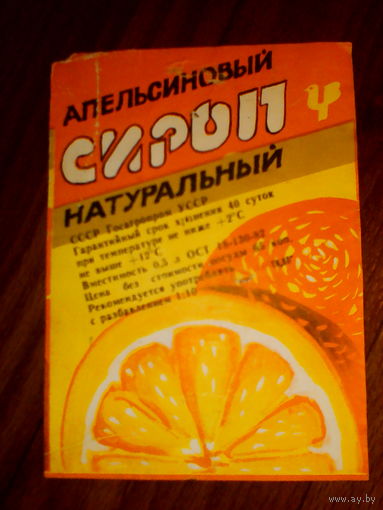 АПЕЛЬСИНОВЫЙ
СИРОП
НАТУРАЛЬНЫЙ
СССР Госагропром УССР
Гарантийный срок хранения 40 суток
при температуре не ниже +2°С
не выше +12°С
Вместимость 0,5 л ОСТ 18-130-82
Цена без стоимости посуды 65 коп.
Рекомендуется употреблять
с разбавлением 1:10
www.ay.by